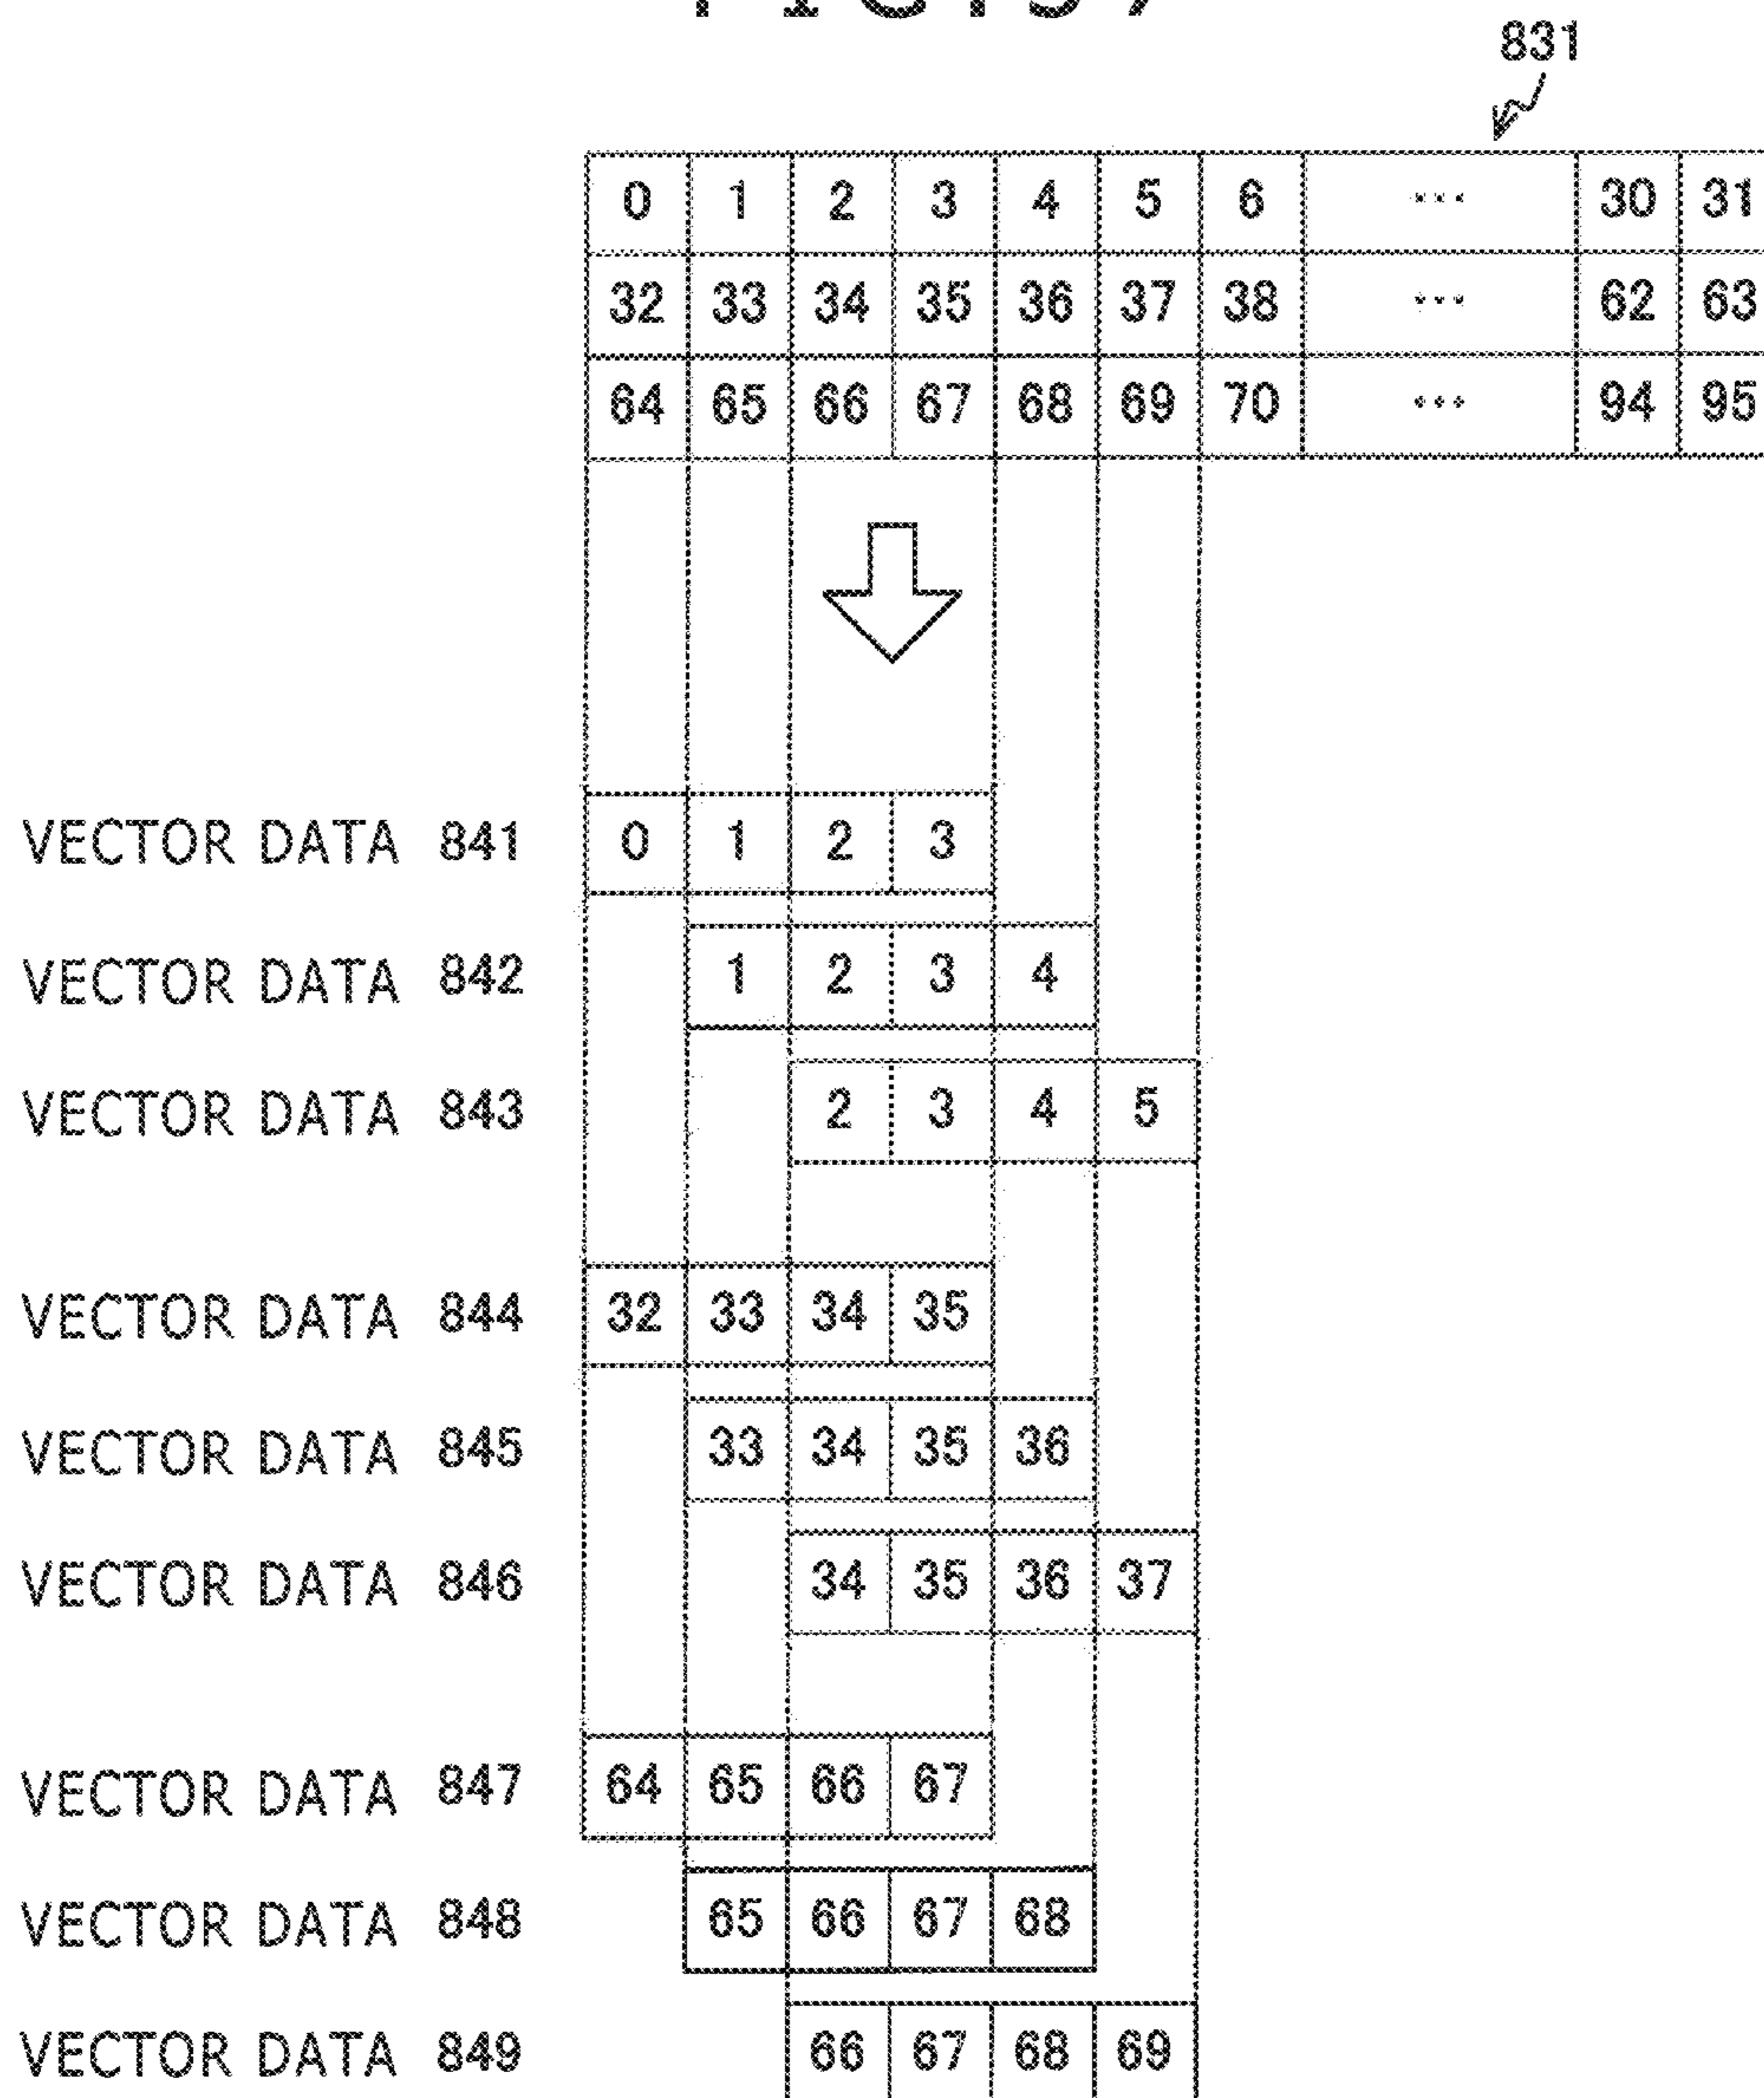 831
0 1 2 3 4 5 6 ... 30 31
32 33 34 35 36 37 38 ... 62 63
64 65 66 67 68 69 70 ... 94 95
VECTOR DATA 841 0 1 2 3
VECTOR DATA 842 1 2 3 4
VECTOR DATA 843 2 3 4 5
VECTOR DATA 844 32 33 34 35
VECTOR DATA 845 33 34 35 36
VECTOR DATA 846 34 35 36 37
VECTOR DATA 847 64 65 66 67
VECTOR DATA 848 65 66 67 68
VECTOR DATA 849 66 67 68 69